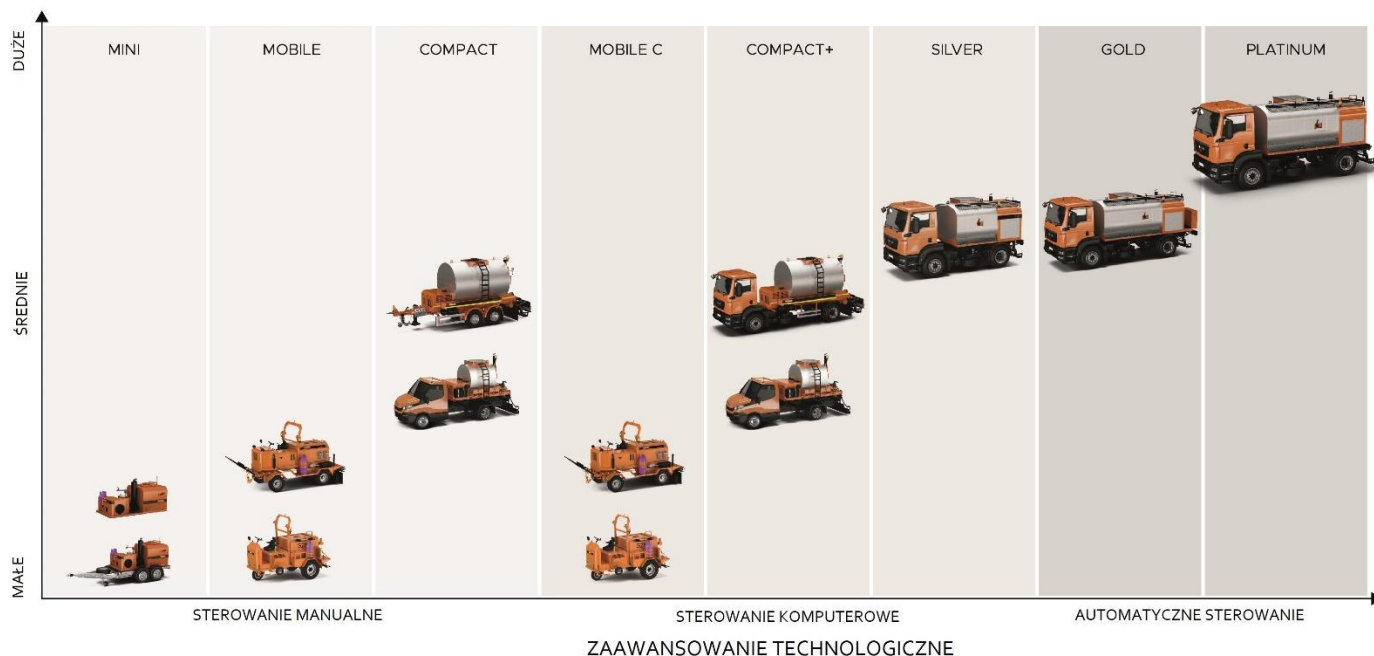 DUŻE
MINI
MOBILE
COMPACT
MOBILE C
COMPACT+
SILVER
GOLD
PLATINUM
ŚREDNIE
MAŁE
STEROWANIE MANUALNE
STEROWANIE KOMPUTEROWE
AUTOMATYCZNE STEROWANIE
ZAAWANSOWANIE TECHNOLOGICZNE